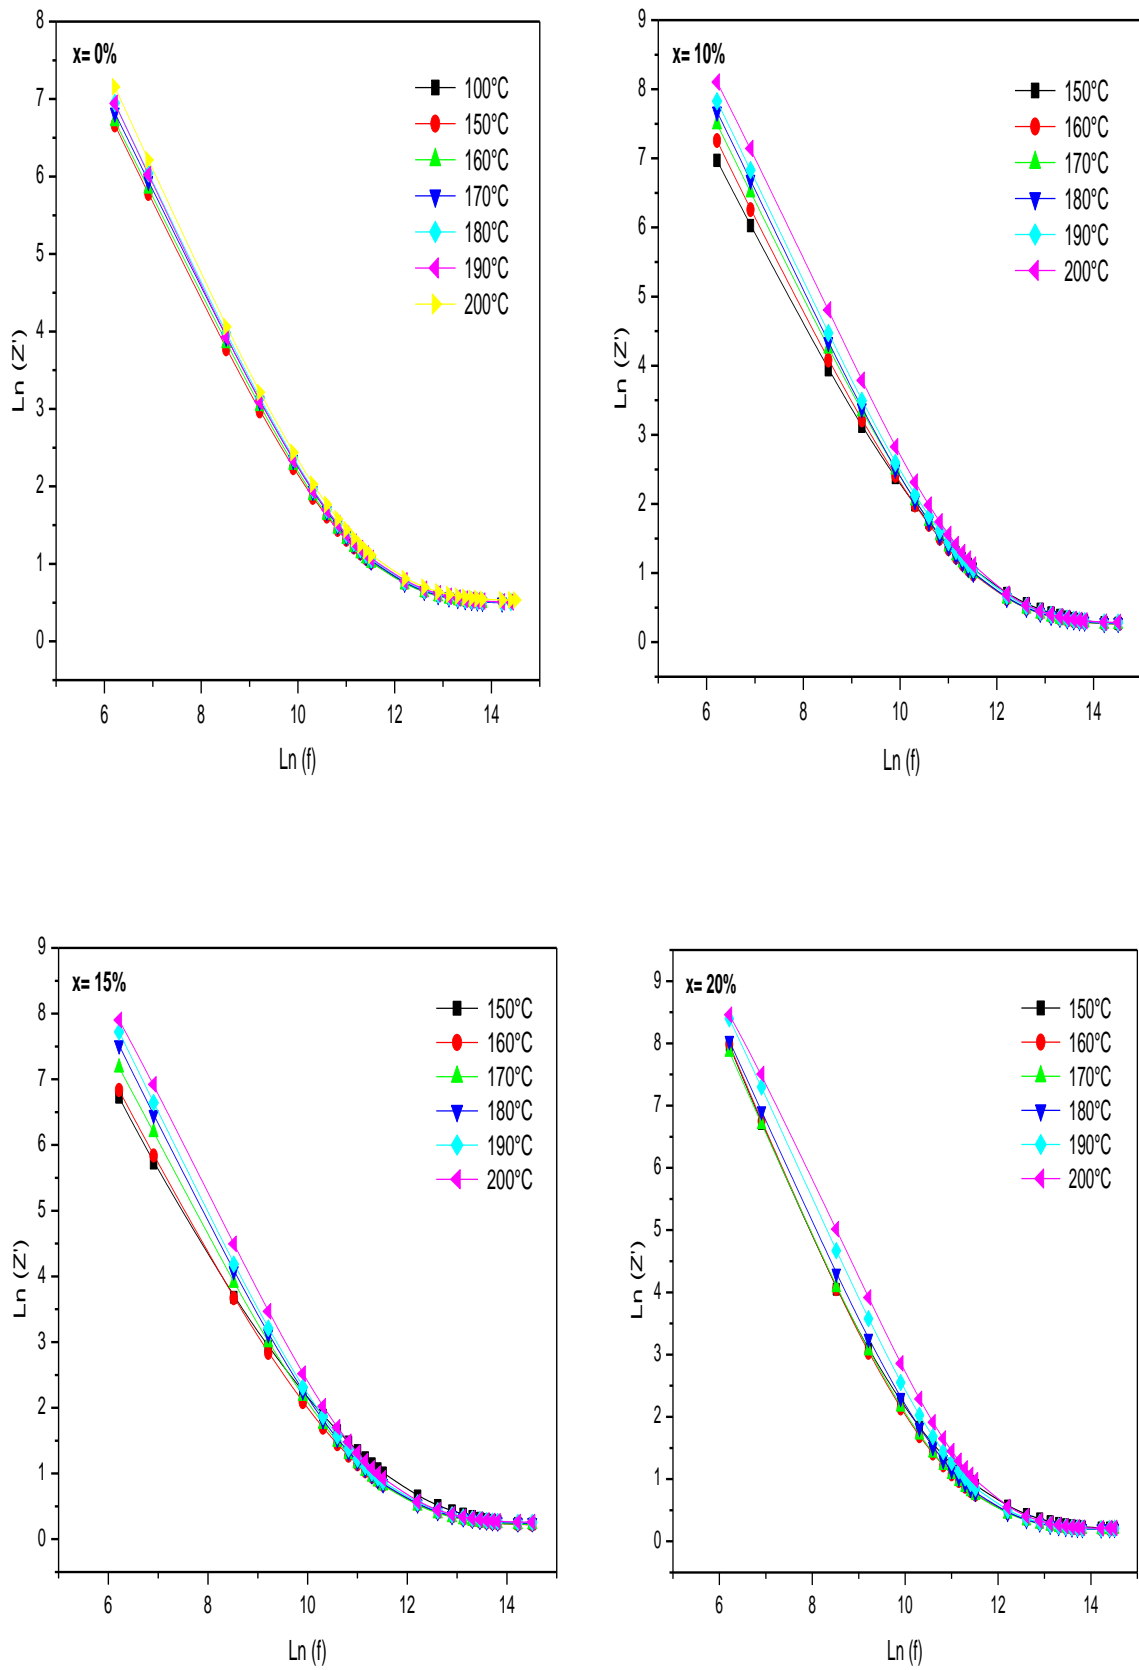 x= 0%
100°C
150°C
160°C
170°C
180°C
190°C
200°C
8
7
6
5
4
3
2
1
0
Ln (Z')
6 8 10 12 14
Ln (f)
x= 10%
150°C
160°C
170°C
180°C
190°C
200°C
9
8
7
6
5
4
3
2
1
0
Ln (Z')
6 8 10 12 14
Ln (f)
x= 15%
150°C
160°C
170°C
180°C
190°C
200°C
9
8
7
6
5
4
3
2
1
0
Ln (Z')
6 8 10 12 14
Ln (f)
x= 20%
150°C
160°C
170°C
180°C
190°C
200°C
9
8
7
6
5
4
3
2
1
0
Ln (Z')
6 8 10 12 14
Ln (f)